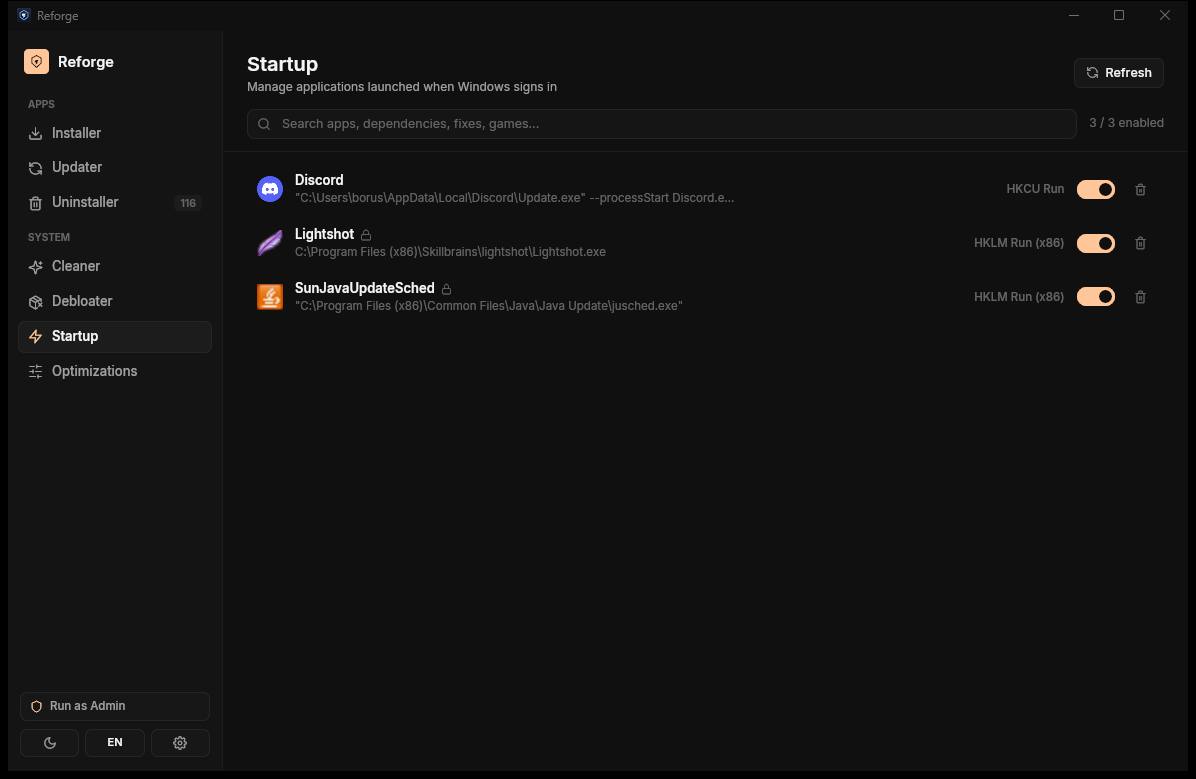 Reforge
Reforge
APPS
Installer
Updater
Uninstaller 116
SYSTEM
Cleaner
Debloater
Startup
Optimizations
Run as Admin
EN
Startup
Manage applications launched when Windows signs in
Refresh
Search apps, dependencies, fixes, games...
3 / 3 enabled
Discord
"C:\Users\borus\AppData\Local\Discord\Update.exe" --processStart Discord.e...
HKCU Run
Lightshot
C:\Program Files (x86)\Skillbrains\lightshot\Lightshot.exe
HKLM Run (x86)
SunJavaUpdateSched
"C:\Program Files (x86)\Common Files\Java\Java Update\jusched.exe"
HKLM Run (x86)